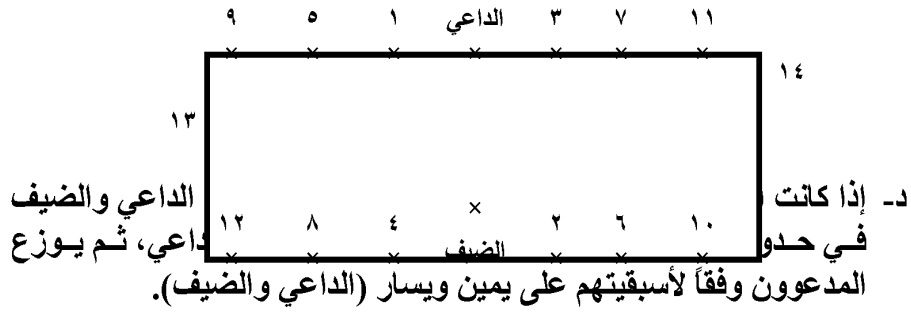 ٩ ٥ ١ الداعي ٣ ٧ ١١
١٤
١٣
د- إذا كانت الداعي والضيف
١٢ ٨ ٤ × ٢ ٦ ١٠
في حدو داعي، ثم يوزع
الضيف
المدعوون وفقاً لأسبقيتهم على يمين ويسار (الداعي والضيف).